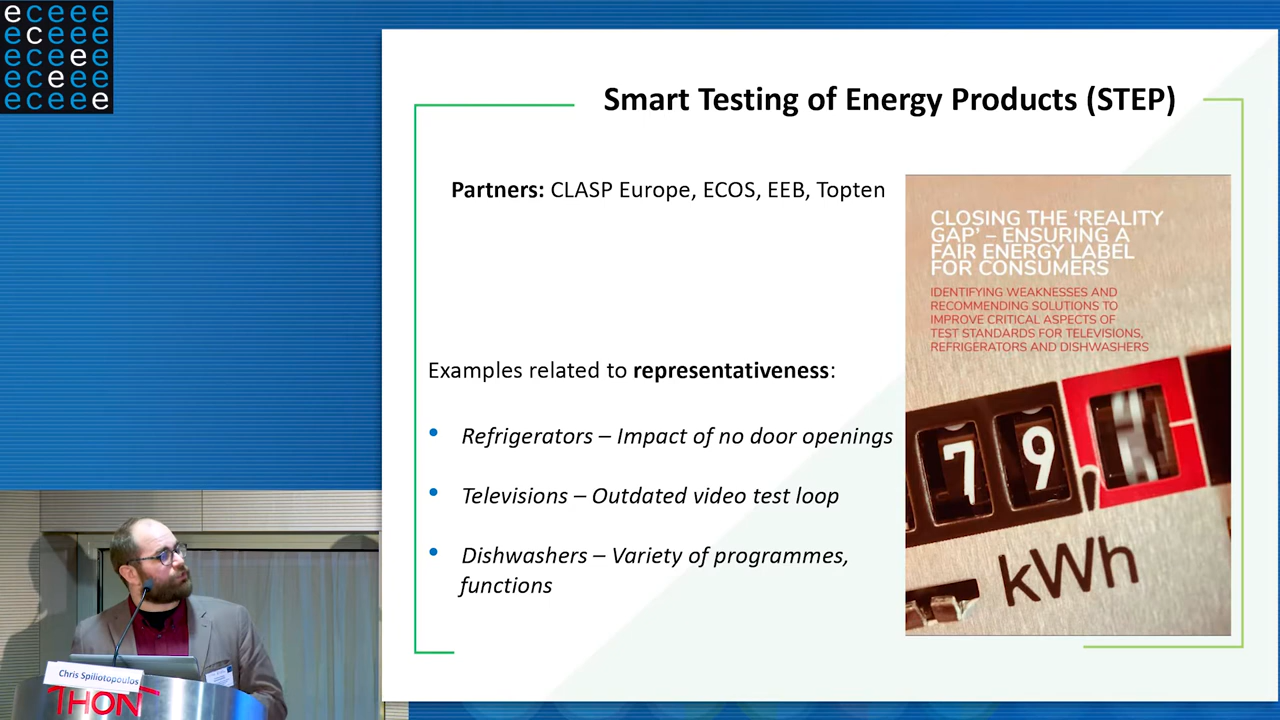 eceee
eceee
eceee
eceee
eceee
Smart Testing of Energy Products (STEP)
Partners: CLASP Europe, ECOS, EEB, Topten
CLOSING THE ‘REALITY
GAP’ – ENSURING A
FAIR ENERGY LABEL
FOR CONSUMERS
IDENTIFYING WEAKNESSES AND
RECOMMENDING SOLUTIONS TO
IMPROVE CRITICAL ASPECTS OF
TEST STANDARDS FOR TELEVISIONS,
REFRIGERATORS AND DISHWASHERS
Examples related to representativeness:
• Refrigerators – Impact of no door openings
• Televisions – Outdated video test loop
• Dishwashers – Variety of programmes,
functions
79,
kWh
Chris Spiliotopoulos
THON